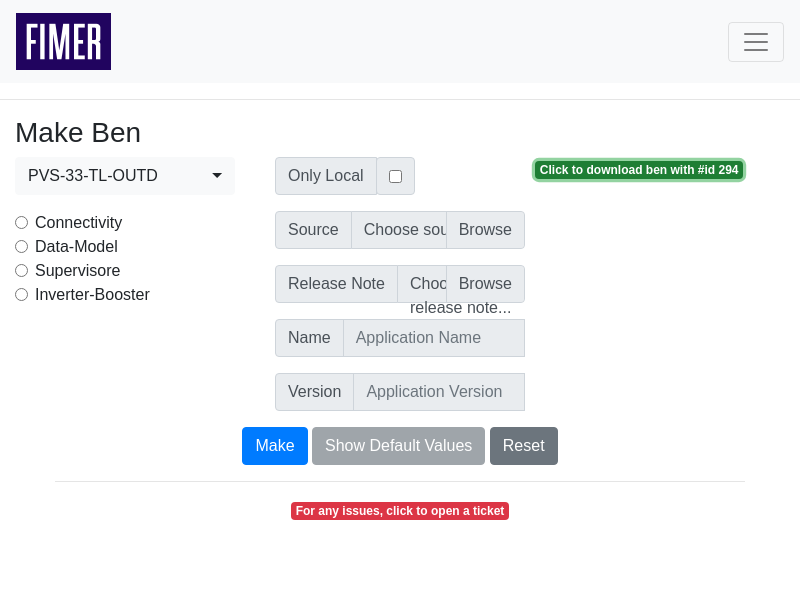 FIMER
Make Ben
PVS-33-TL-OUTD
Connectivity
Data-Model
Supervisore
Inverter-Booster
Only Local
Source Choose sou Browse
Release Note Choo Browse
release note...
Name Application Name
Version Application Version
Click to download ben with #id 294
Make Show Default Values Reset
For any issues, click to open a ticket